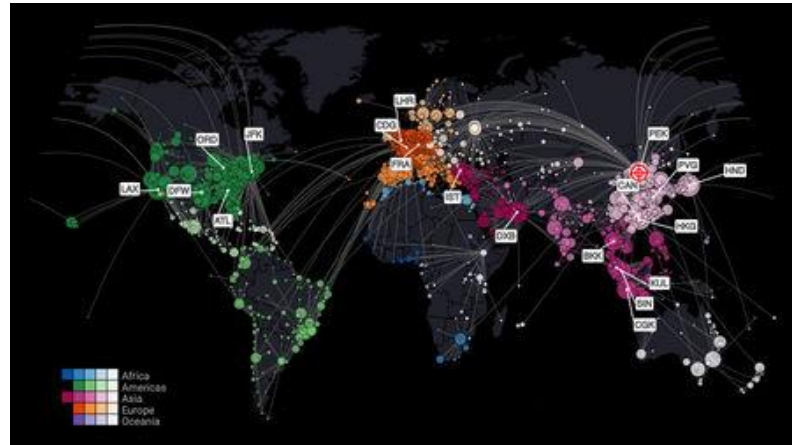 LHR
CDG
FRA
JFK
ORD
LAX
DFW
ATL
IST
DXB
PEK
PVG
HND
CAN
HKG
BKK
KUL
SIN
CGK
Africa
Americas
Asia
Europe
Oceania